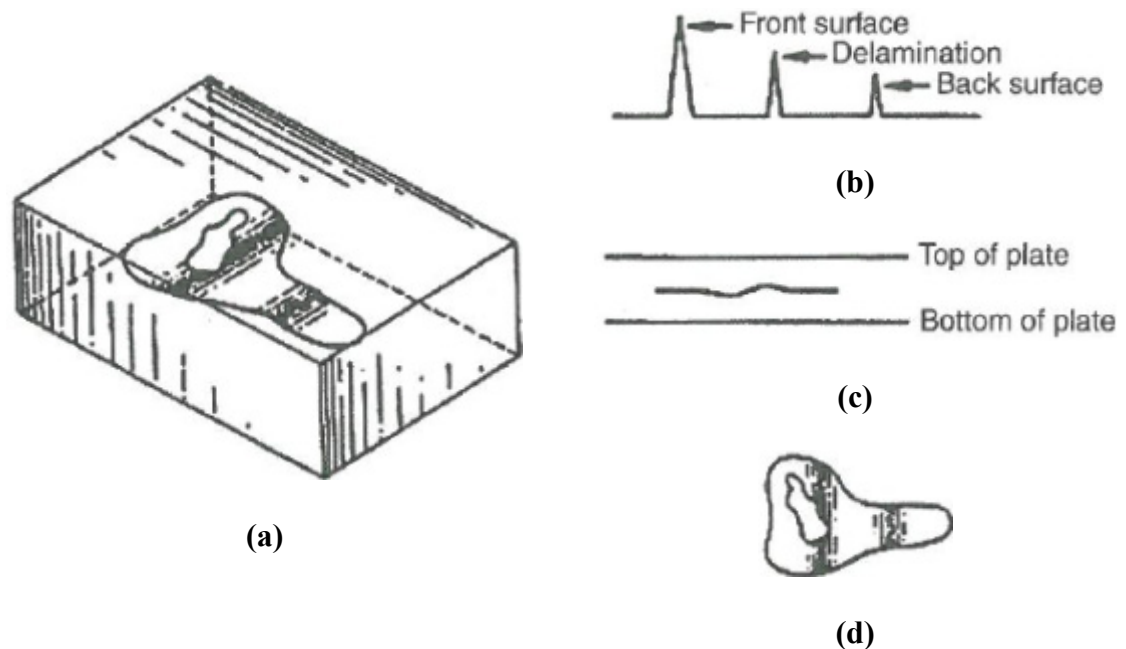 Front surface
Delamination
Back surface
(b)
Top of plate
Bottom of plate
(c)
(a)
(d)